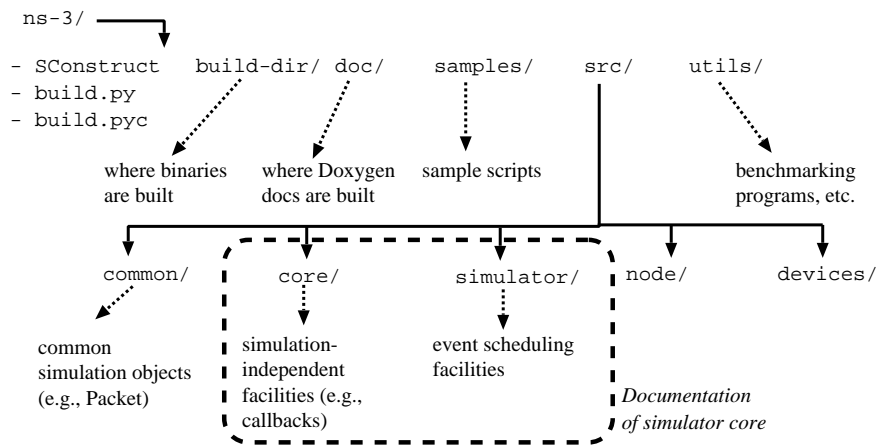 ns-3/
- SConstruct build-dir/ doc/ samples/ src/ utils/
- build.py
- build.pyc
where binaries
are built
where Doxygen
docs are built
sample scripts
benchmarking
programs, etc.
common/ core/ simulator/ node/ devices/
common
simulation objects
(e.g., Packet)
simulation-
independent
facilities (e.g.,
callbacks)
event scheduling
facilities
Documentation
of simulator core